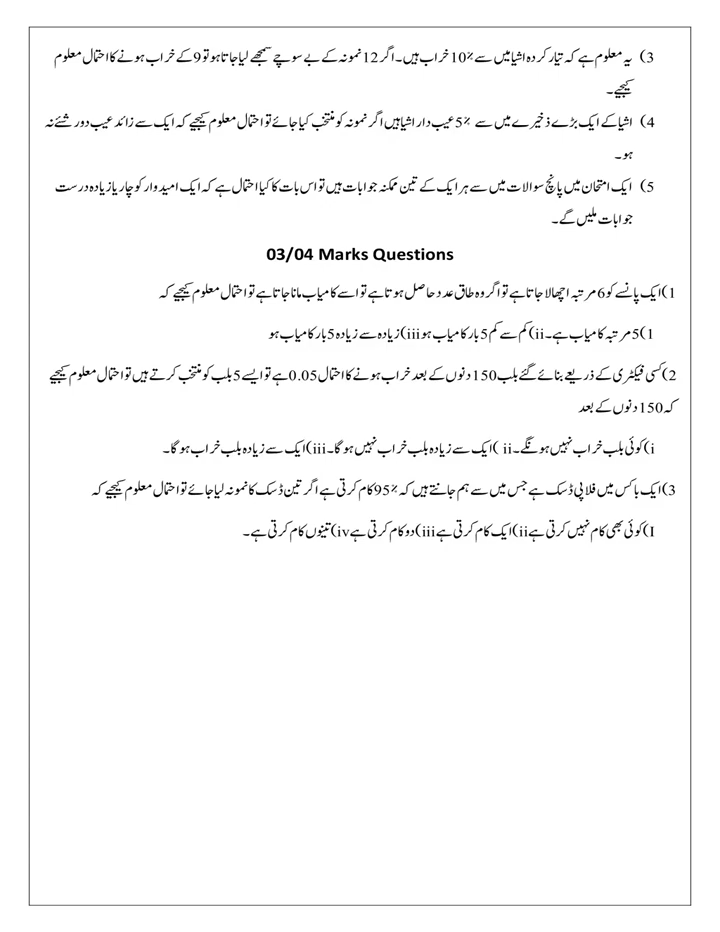 3) یہ معلوم ہے کہ تیار کردہ اشیا میں سے 10٪ خراب ہیں۔ اگر 12 نمونہ کے بے سوچے سمجھے لیا جاتا ہو تو 9 کے خراب ہونے کا احتمال معلوم
کیجیے۔
4) اشیا کے ایک بڑے ذخیرے میں سے 5٪ عیب دار اشیا ہیں اگر نمونہ کو منتخب کیا جائے تو احتمال معلوم کیجیے کہ ایک سے زائد عیب دور شئے نہ
ہو۔
5) ایک امتحان میں پانچ سوالات میں سے ہر ایک کے تین ممکنہ جوابات ہیں تو اس بات کا کیا احتمال ہے کہ ایک امیدوار کو چار یا زیادہ درست
جوابات ملیں گے۔
03/04 Marks Questions
1) ایک پانسے کو 6 مرتبہ اچھالا جاتا ہے تو اگر وہ طاق عدد حاصل ہوتا ہے تو اسے کامیاب مانا جاتا ہے تو احتمال معلوم کیجیے کہ
1) 5 مرتبہ کامیاب ہے۔ ii) کم سے کم 5 بار کامیاب ہو iii) زیادہ سے زیادہ 5 بار کامیاب ہو
2) کسی فیکٹری کے ذریعے بنائے گئے بلب 150 دنوں کے بعد خراب ہونے کا احتمال 0.05 ہے تو ایسے 5 بلب کو منتخب کرتے ہیں تو احتمال معلوم کیجیے
کہ 150 دنوں کے بعد
i) کوئی بلب خراب نہیں ہونگے۔ ii) ایک سے زیادہ بلب خراب نہیں ہوگا۔ iii) ایک سے زیادہ بلب خراب ہوگا۔
3) ایک باکس میں فلاپی ڈسک ہے جس میں سے ہم جانتے ہیں کہ 95٪ کام کرتی ہے اگر تین ڈسک کا نمونہ لیا جائے تو احتمال معلوم کیجیے کہ
I) کوئی بھی کام نہیں کرتی ہے ii) ایک کام کرتی ہے iii) دو کام کرتی ہے iv) تینوں کام کرتی ہے۔